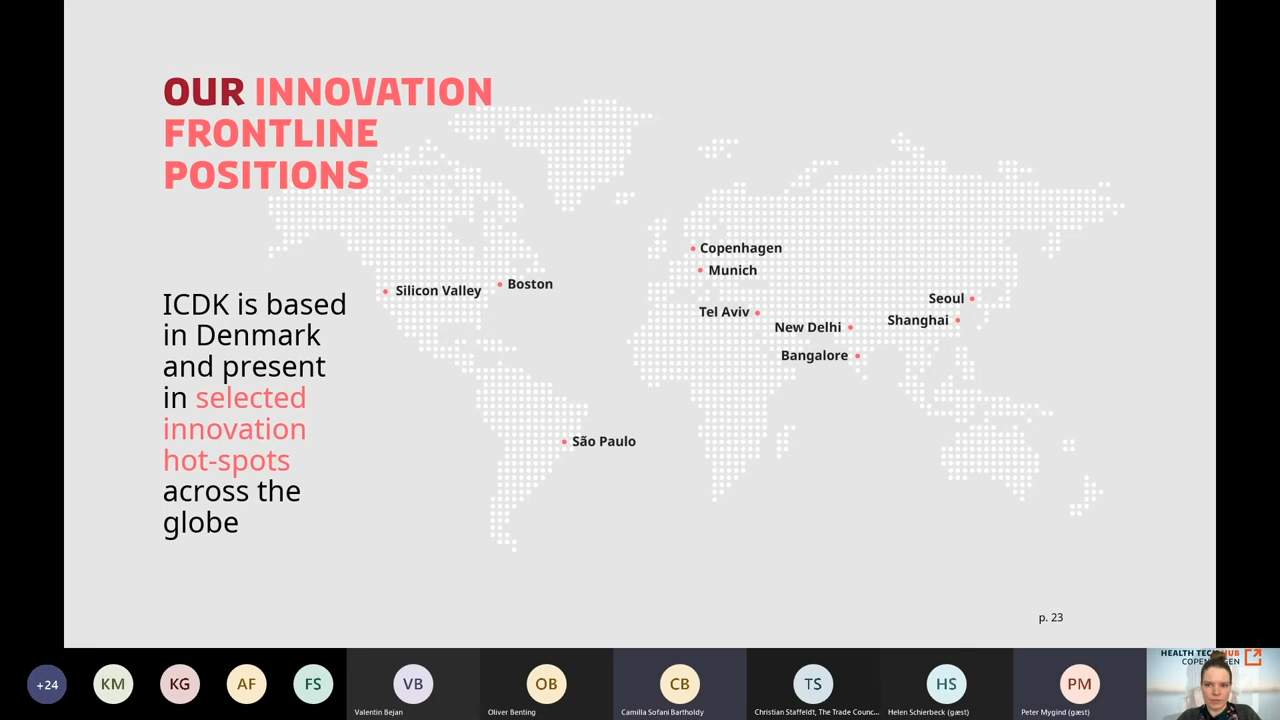 OUR INNOVATION
FRONTLINE
POSITIONS
ICDK is based
in Denmark
and present
in selected
innovation
hot-spots
across the
globe
Copenhagen
Munich
Silicon Valley
Boston
Tel Aviv
New Delhi
Bangalore
Seoul
Shanghai
São Paulo
p. 23
+24
KM
KG
AF
FS
VB
Valentin Bejan
OB
Oliver Benting
CB
Camilla Sofani Bartholdy
TS
Christian Staffeldt, The Trade Counc...
HS
Helen Schierbeck (gæst)
PM
Peter Mygind (gæst)
HEALTH TECH HUB